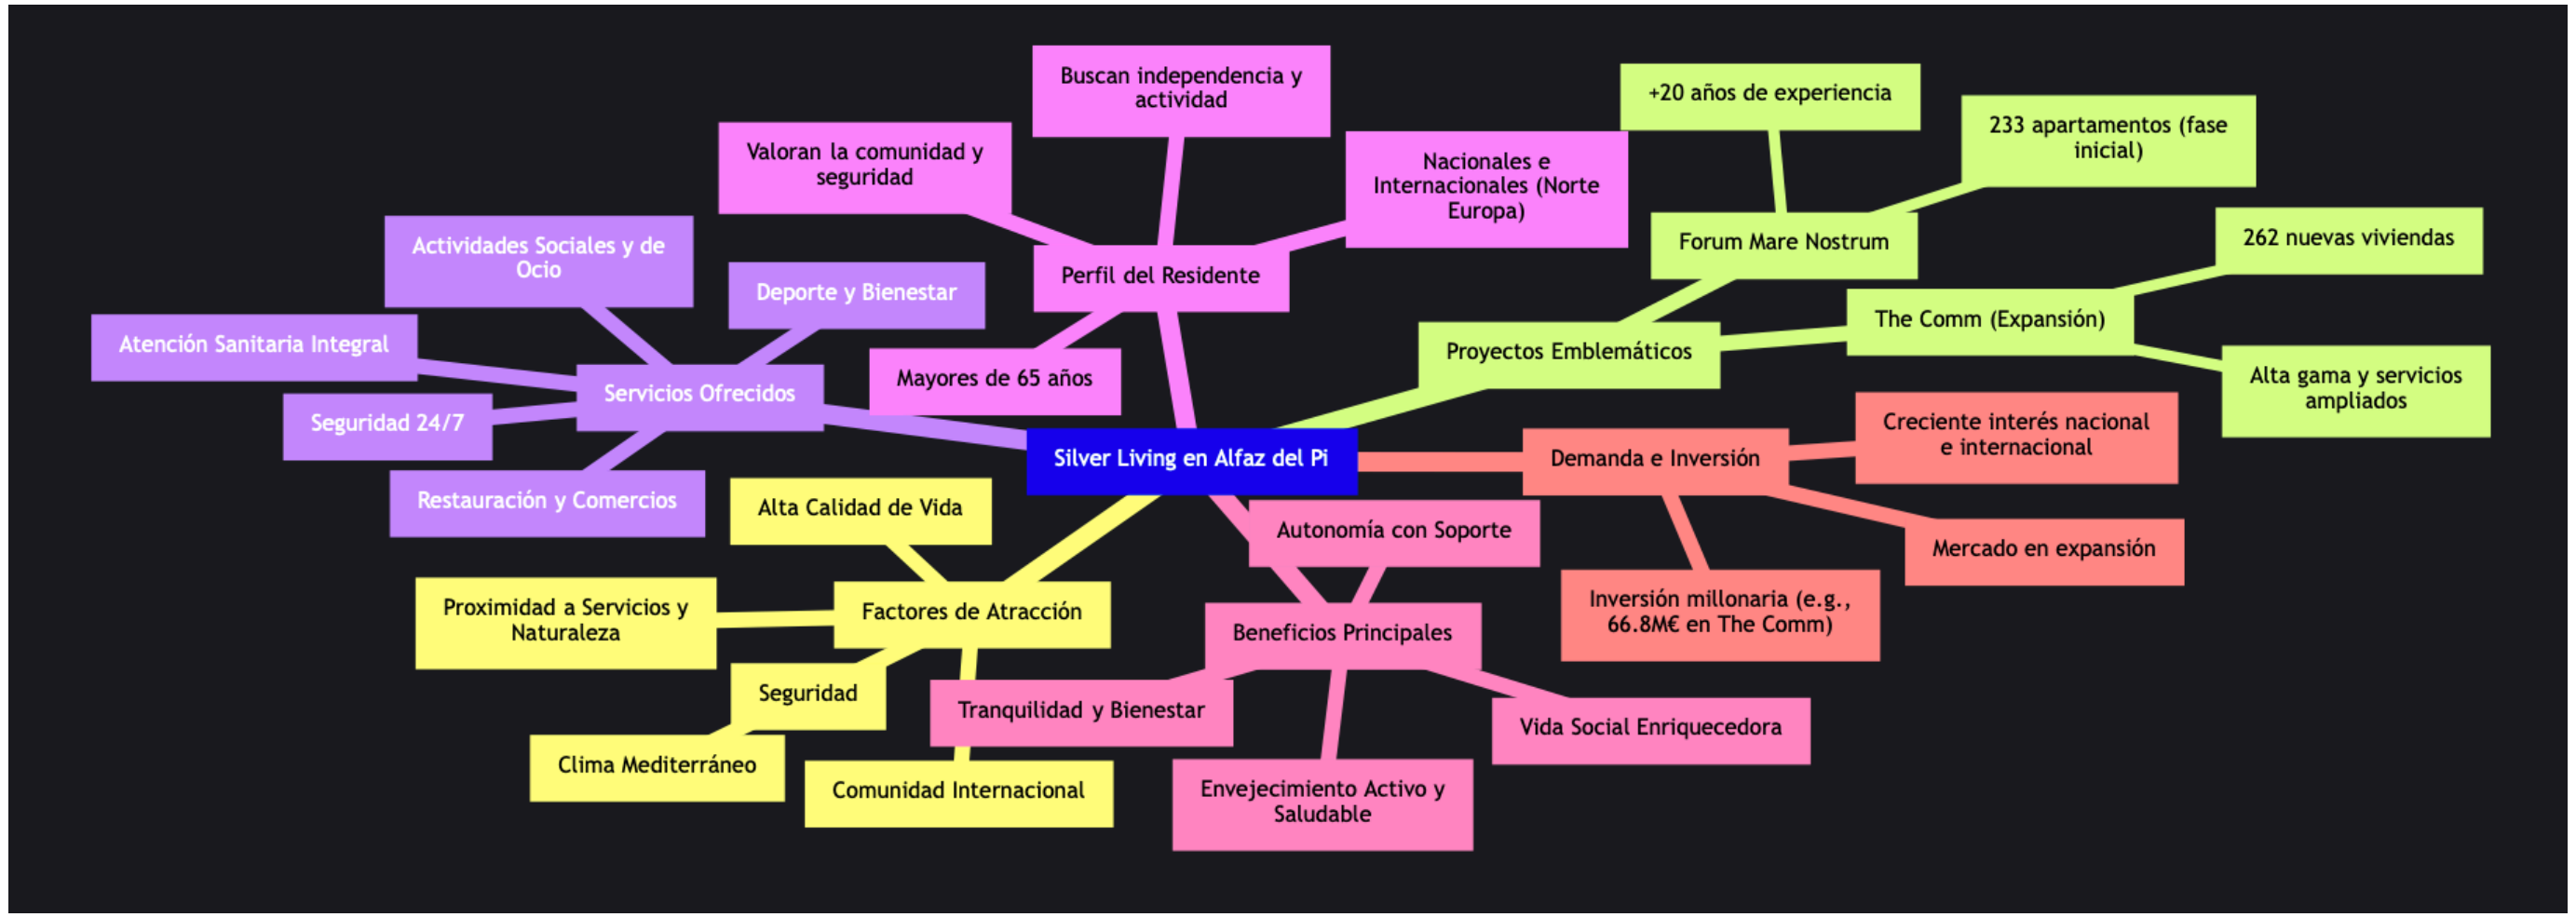 Silver Living en Alfaz del Pi
Perfil del Residente
Buscan independencia y
actividad
Valoran la comunidad y
seguridad
Nacionales e
Internacionales (Norte
Europa)
Mayores de 65 años
Proyectos Emblemáticos
Forum Mare Nostrum
+20 años de experiencia
233 apartamentos (fase
inicial)
The Comm (Expansión)
262 nuevas viviendas
Alta gama y servicios
ampliados
Servicios Ofrecidos
Actividades Sociales y de
Ocio
Deporte y Bienestar
Atención Sanitaria Integral
Seguridad 24/7
Restauración y Comercios
Demanda e Inversión
Creciente interés nacional
e internacional
Mercado en expansión
Inversión millonaria (e.g.,
66.8M€ en The Comm)
Factores de Atracción
Alta Calidad de Vida
Proximidad a Servicios y
Naturaleza
Seguridad
Clima Mediterráneo
Comunidad Internacional
Beneficios Principales
Autonomía con Soporte
Tranquilidad y Bienestar
Vida Social Enriquecedora
Envejecimiento Activo y
Saludable